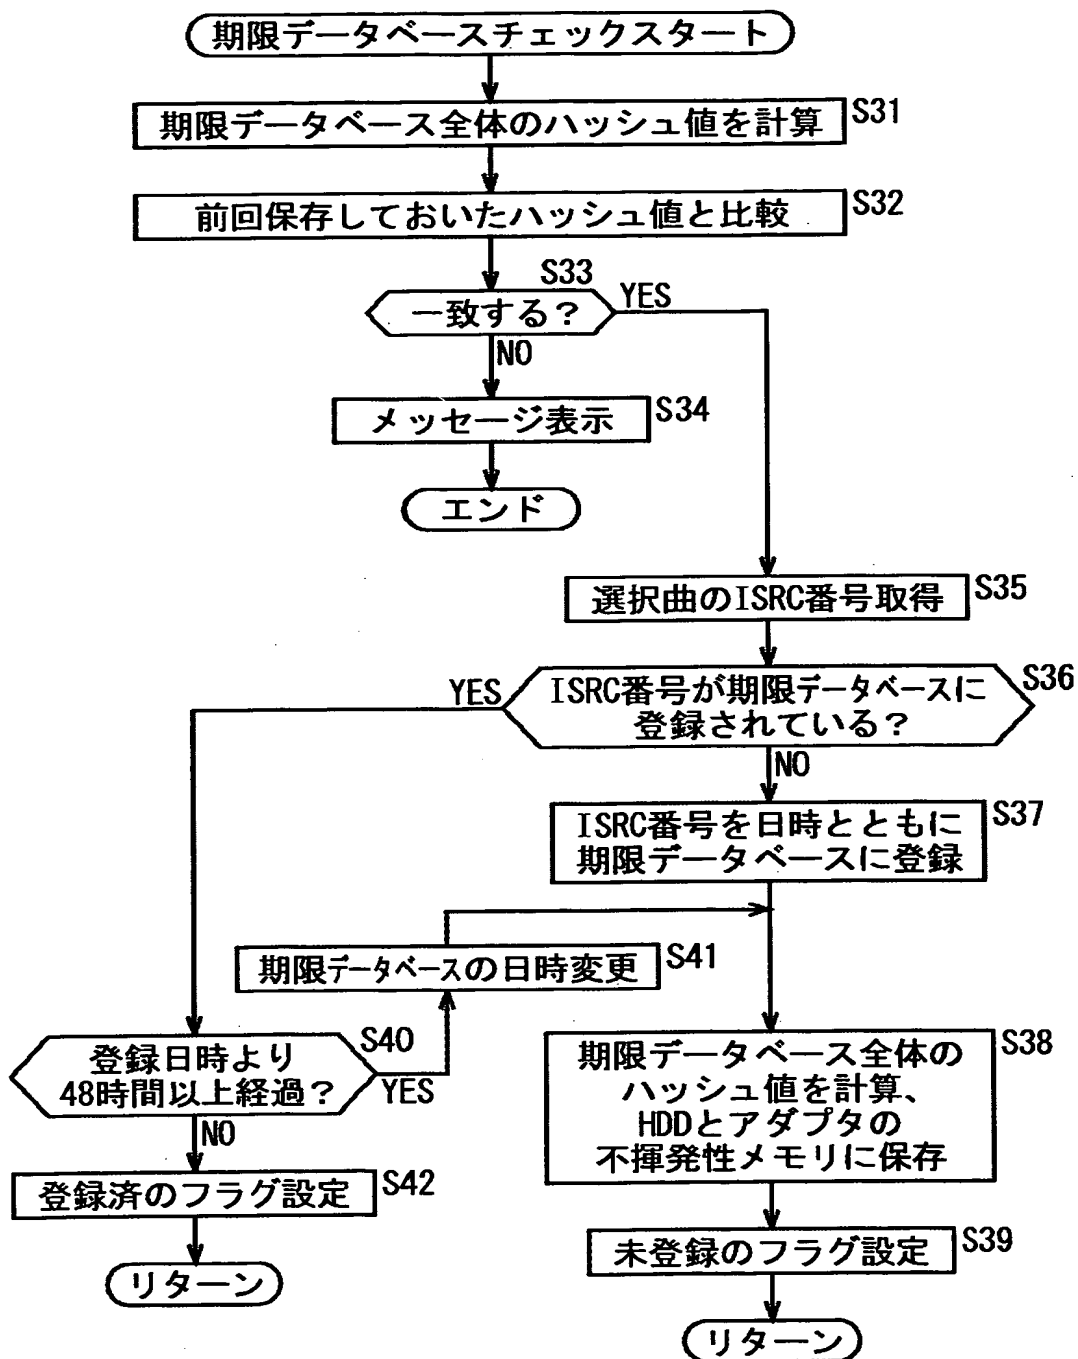 期限データベースチェックスタート
S31
期限データベース全体のハッシュ値を計算
S32
前回保存しておいたハッシュ値と比較
S33
一致する？
YES
NO
S34
メッセージ表示
エンド
S35
選択曲のISRC番号取得
S36
ISRC番号が期限データベースに
登録されている？
YES
NO
S37
ISRC番号を日時とともに
期限データベースに登録
S41
期限データベースの日時変更
S40
登録日時より
48時間以上経過？
YES
NO
S38
期限データベース全体の
ハッシュ値を計算、
HDDとアダプタの
不揮発性メモリに保存
S42
登録済のフラグ設定
S39
未登録のフラグ設定
リターン
リターン